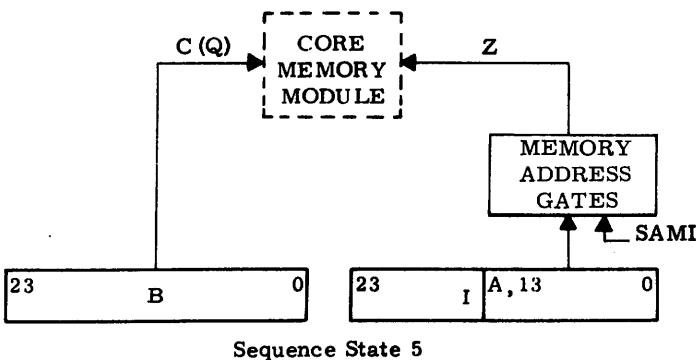 C(Q)
CORE
MEMORY
MODULE
Z
MEMORY
ADDRESS
GATES
SAMI
23 B 0
23 I A,13 0
Sequence State 5